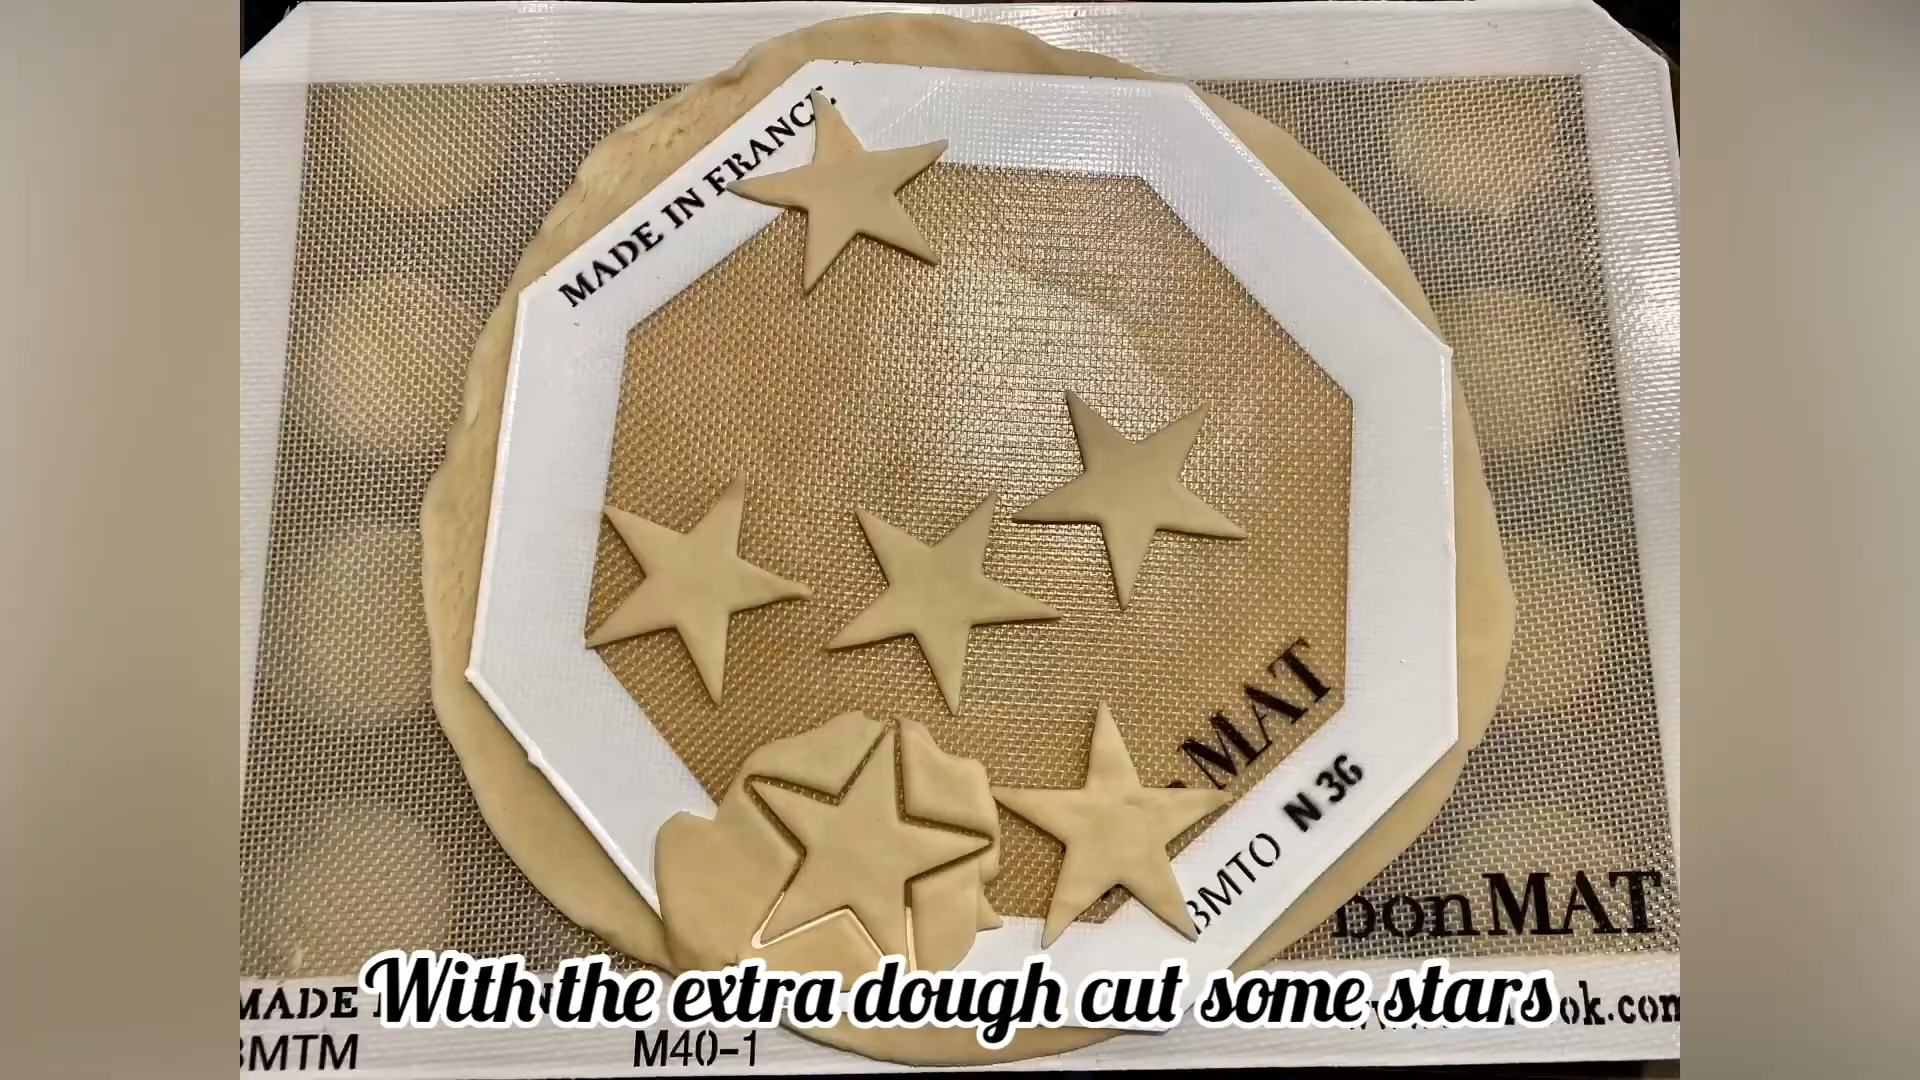 MADE IN FRANCE
MAT
N 3G
BMTO
bonMAT
With the extra dough cut some stars
MADE
ok.com
BMTM
M40-1